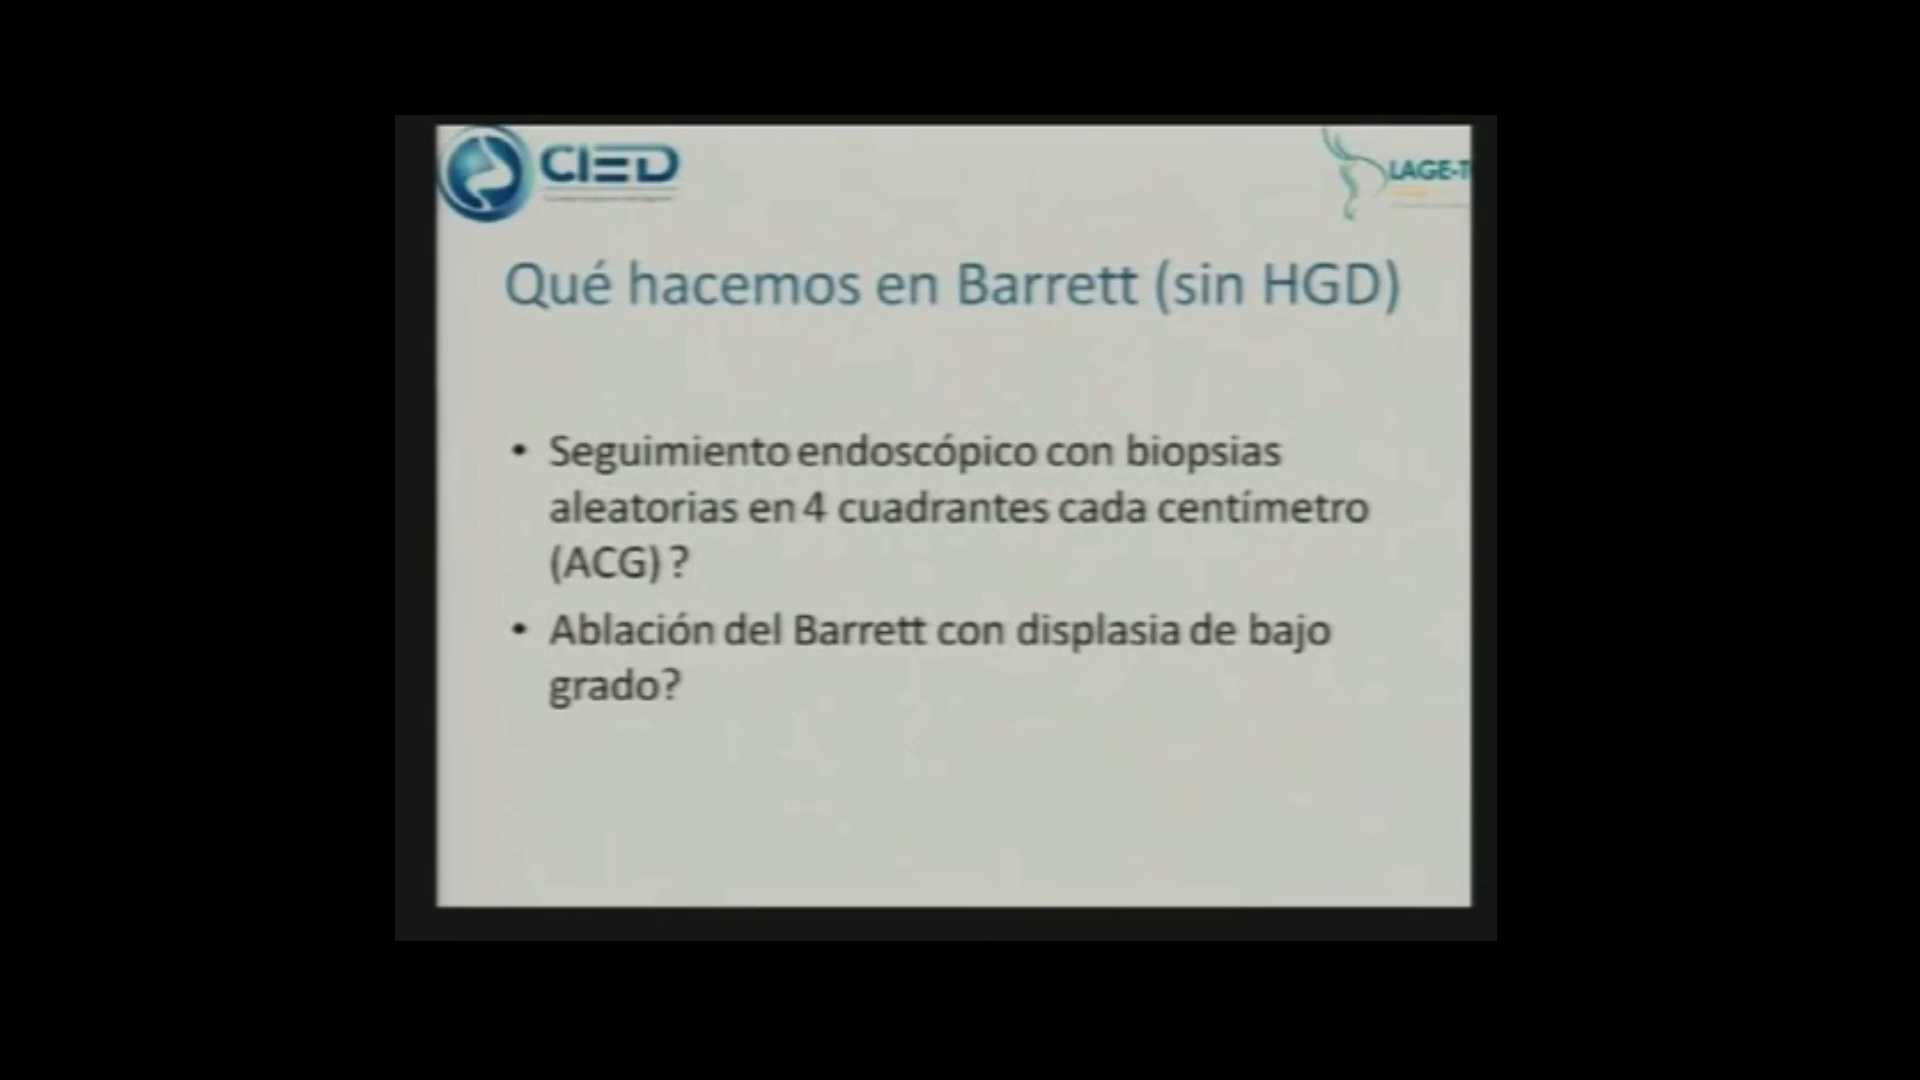 CIED
LAGE-T
Qué hacemos en Barrett (sin HGD)
• Seguimiento endoscópico con biopsias
aleatorias en 4 cuadrantes cada centímetro
(ACG) ?
• Ablación del Barrett con displasia de bajo
grado?